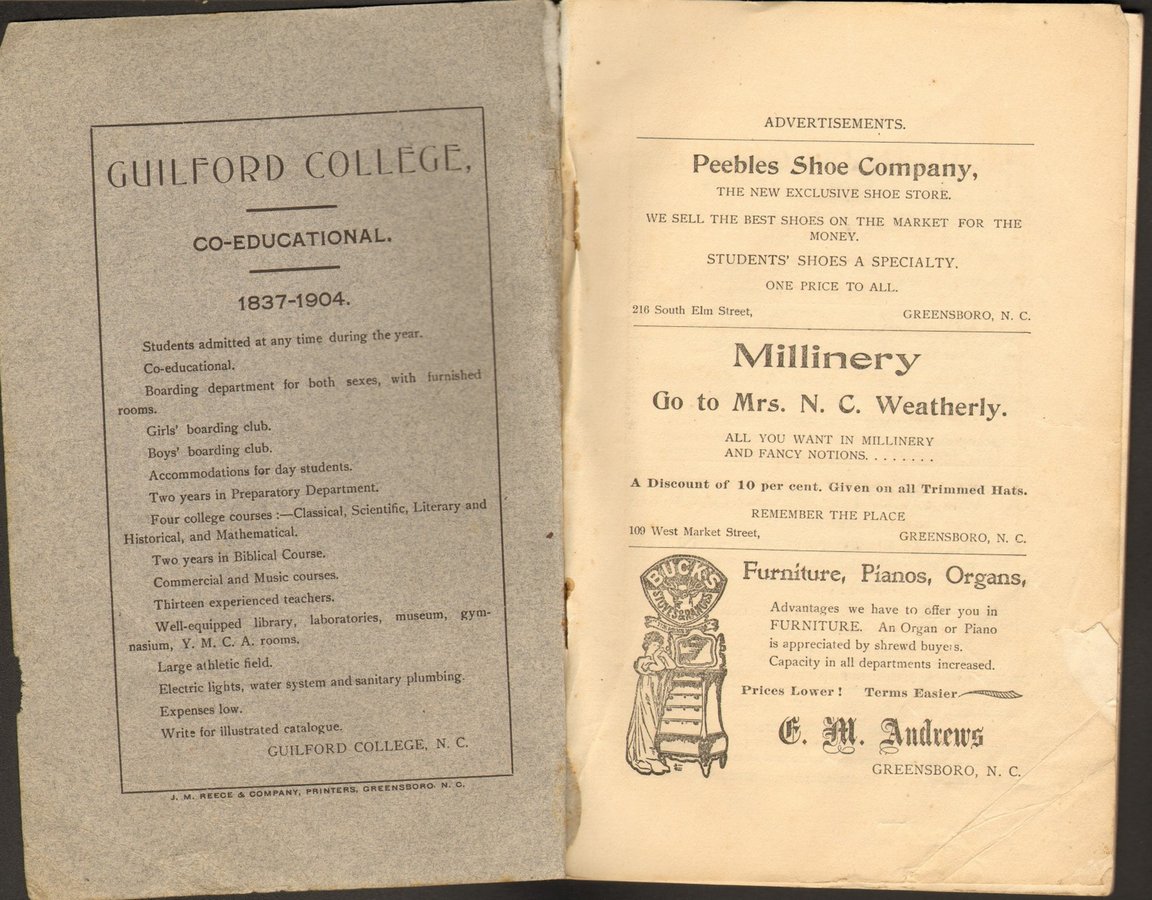 GUILFORD COLLEGE,
CO-EDUCATIONAL.
1837-1904.
Students admitted at any time during the year.
Co-educational.
Boarding department for both sexes, with furnished
rooms.
Girls' boarding club.
Boys' boarding club.
Accommodations for day students.
Two years in Preparatory Department.
Four college courses :—Classical, Scientific, Literary and
Historical, and Mathematical.
Two years in Biblical Course.
Commercial and Music courses.
Thirteen experienced teachers.
Well-equipped library, laboratories, museum, gym-
nasium, Y. M. C. A. rooms.
Large athletic field.
Electric lights, water system and sanitary plumbing.
Expenses low.
Write for illustrated catalogue.
GUILFORD COLLEGE, N. C.
J. M. REECE & COMPANY, PRINTERS, GREENSBORO. N. C.
ADVERTISEMENTS.
Peebles Shoe Company,
THE NEW EXCLUSIVE SHOE STORE.
WE SELL THE BEST SHOES ON THE MARKET FOR THE
MONEY.
STUDENTS' SHOES A SPECIALTY.
ONE PRICE TO ALL.
216 South Elm Street, GREENSBORO, N. C.
Millinery
Go to Mrs. N. C. Weatherly.
ALL YOU WANT IN MILLINERY
AND FANCY NOTIONS. . . . . . .
A Discount of 10 per cent. Given on all Trimmed Hats.
REMEMBER THE PLACE
109 West Market Street, GREENSBORO, N. C.
BUCK'S
STOVES & RANGES
Furniture, Pianos, Organs,
Advantages we have to offer you in
FURNITURE. An Organ or Piano
is appreciated by shrewd buyers.
Capacity in all departments increased.
Prices Lower! Terms Easier
E. M. Andrews
GREENSBORO, N. C.